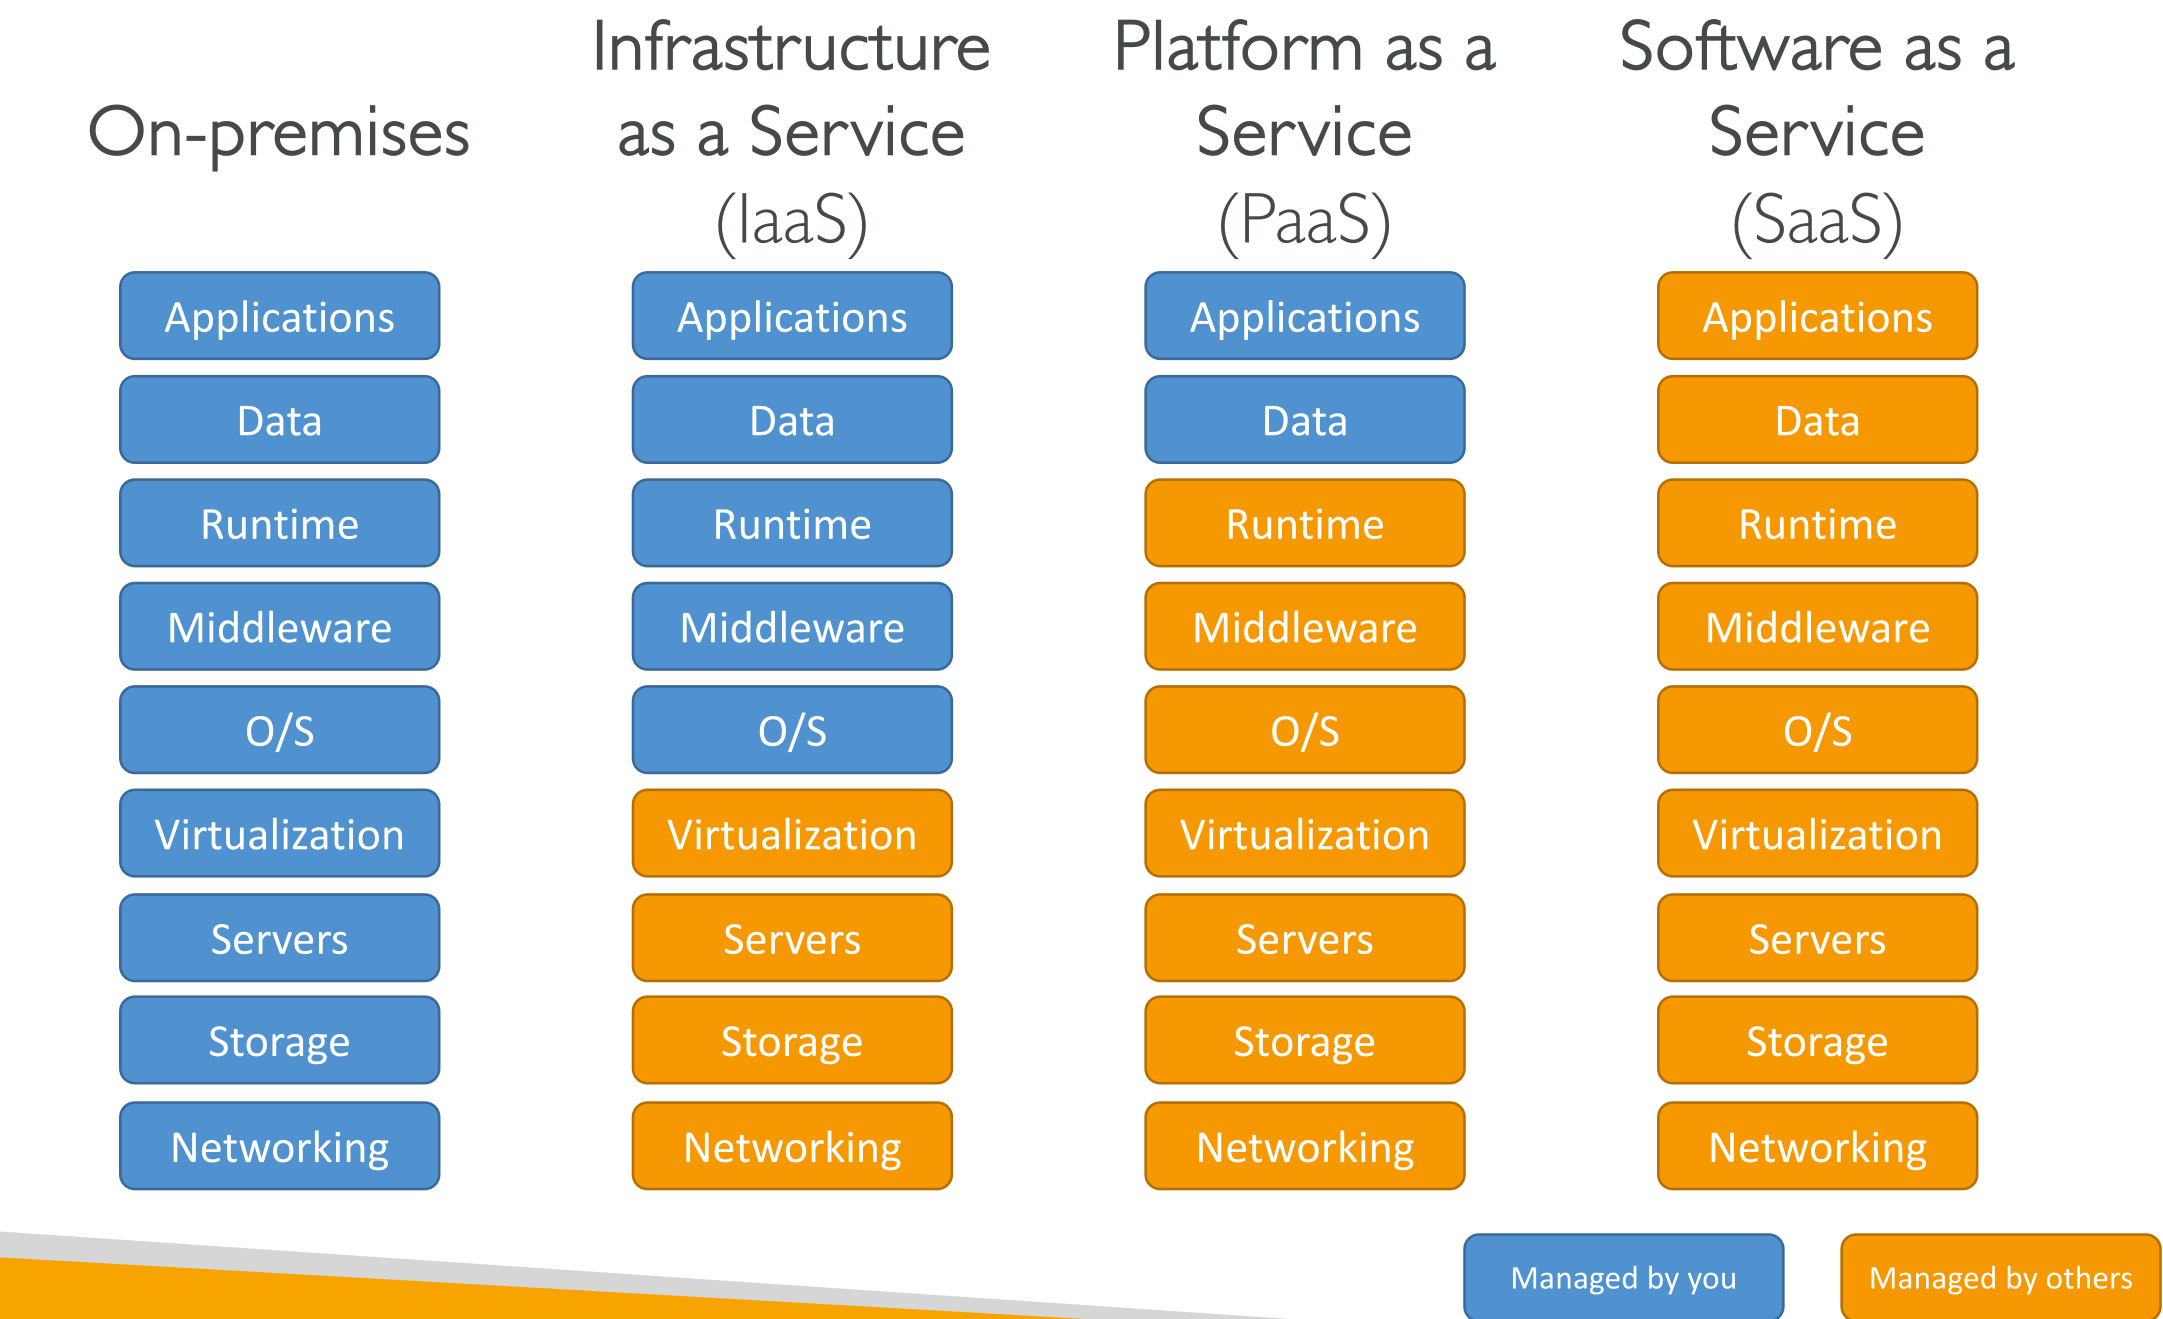 On-premises
Infrastructure
as a Service
(IaaS)
Platform as a
Service
(PaaS)
Software as a
Service
(SaaS)
Applications
Data
Runtime
Middleware
O/S
Virtualization
Servers
Storage
Networking
Applications
Data
Runtime
Middleware
O/S
Virtualization
Servers
Storage
Networking
Applications
Data
Runtime
Middleware
O/S
Virtualization
Servers
Storage
Networking
Applications
Data
Runtime
Middleware
O/S
Virtualization
Servers
Storage
Networking
Managed by you
Managed by others